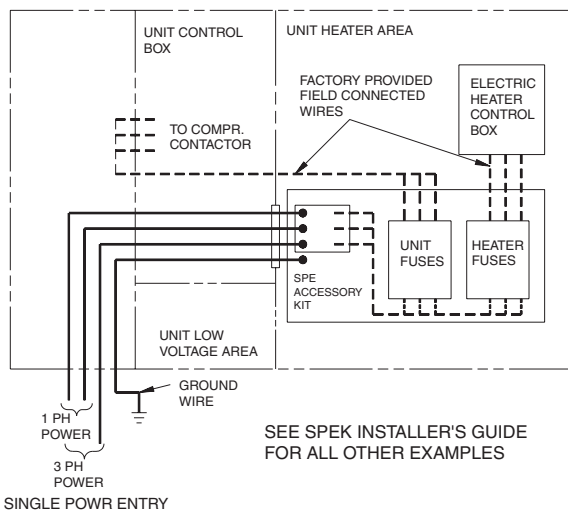 UNIT CONTROL
BOX
UNIT HEATER AREA
FACTORY PROVIDED
FIELD CONNECTED
WIRES
ELECTRIC
HEATER
CONTROL
BOX
TO COMPR.
CONTACTOR
UNIT
FUSES
HEATER
FUSES
SPE
ACCESSORY
KIT
UNIT LOW
VOLTAGE AREA
GROUND
WIRE
1 PH
POWER
3 PH
POWER
SEE SPEK INSTALLER'S GUIDE
FOR ALL OTHER EXAMPLES
SINGLE POWR ENTRY